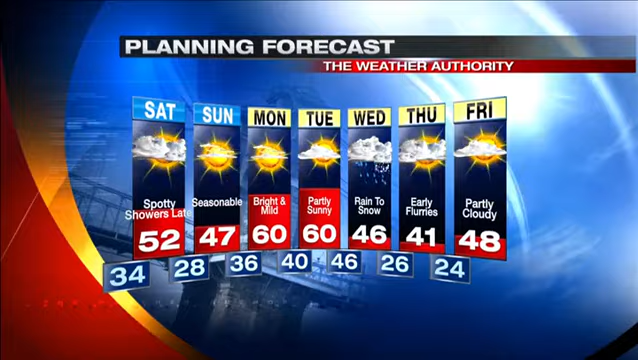 PLANNING FORECAST
THE WEATHER AUTHORITY
SAT SUN MON TUE WED THU FRI
Spotty
Showers Late
Seasonable
Bright &
Mild
Partly
Sunny
Rain To
Snow
Early
Flurries
Partly
Cloudy
52 47 60 60 46 41 48
34 28 36 40 46 26 24